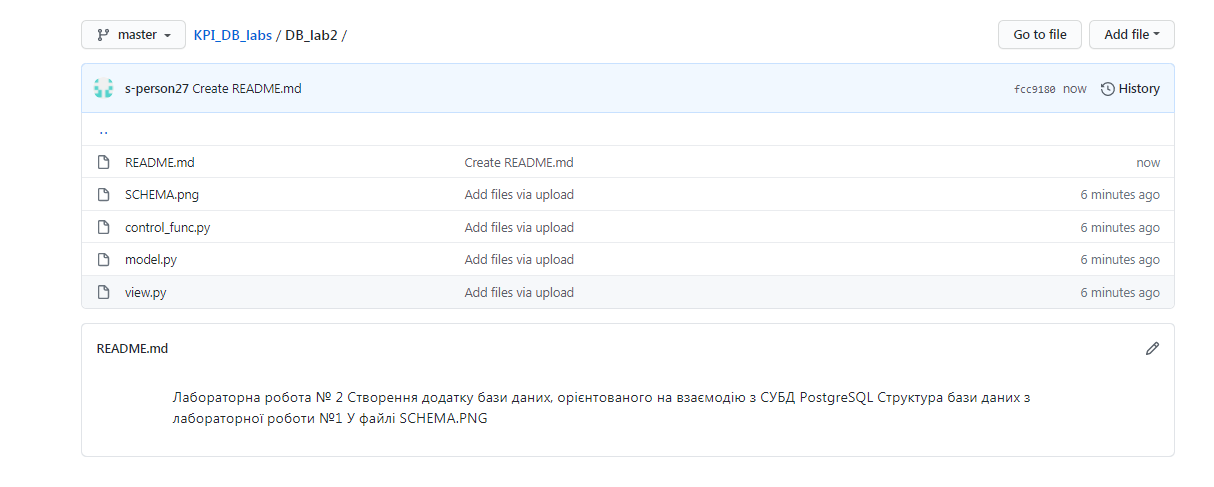 master KPI_DB_labs / DB_lab2 / Go to file Add file
s-person27 Create README.md fcc9180 now History
..
README.md Create README.md now
SCHEMA.png Add files via upload 6 minutes ago
control_func.py Add files via upload 6 minutes ago
model.py Add files via upload 6 minutes ago
view.py Add files via upload 6 minutes ago
README.md
Лабораторна робота № 2 Створення додатку бази даних, орієнтованого на взаємодію з СУБД PostgreSQL Структура бази даних з
лабораторної роботи №1 У файлі SCHEMA.PNG